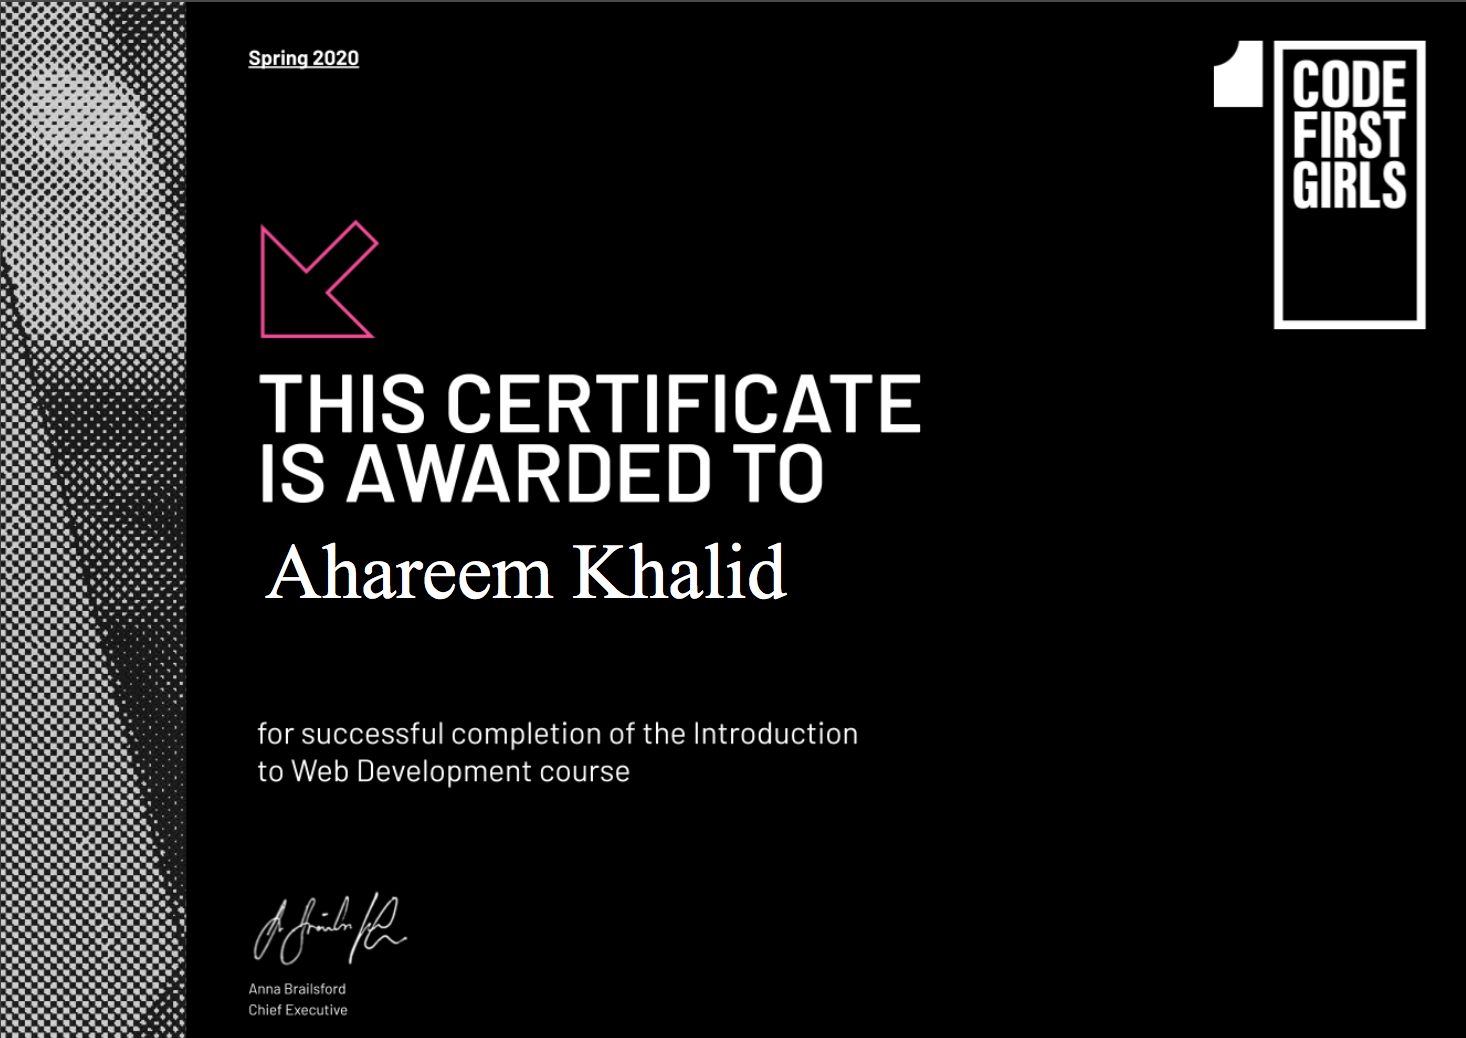 Spring 2020
CODE
FIRST
GIRLS
THIS CERTIFICATE
IS AWARDED TO
Ahareem Khalid
for successful completion of the Introduction
to Web Development course
Anna Brailsford
Chief Executive